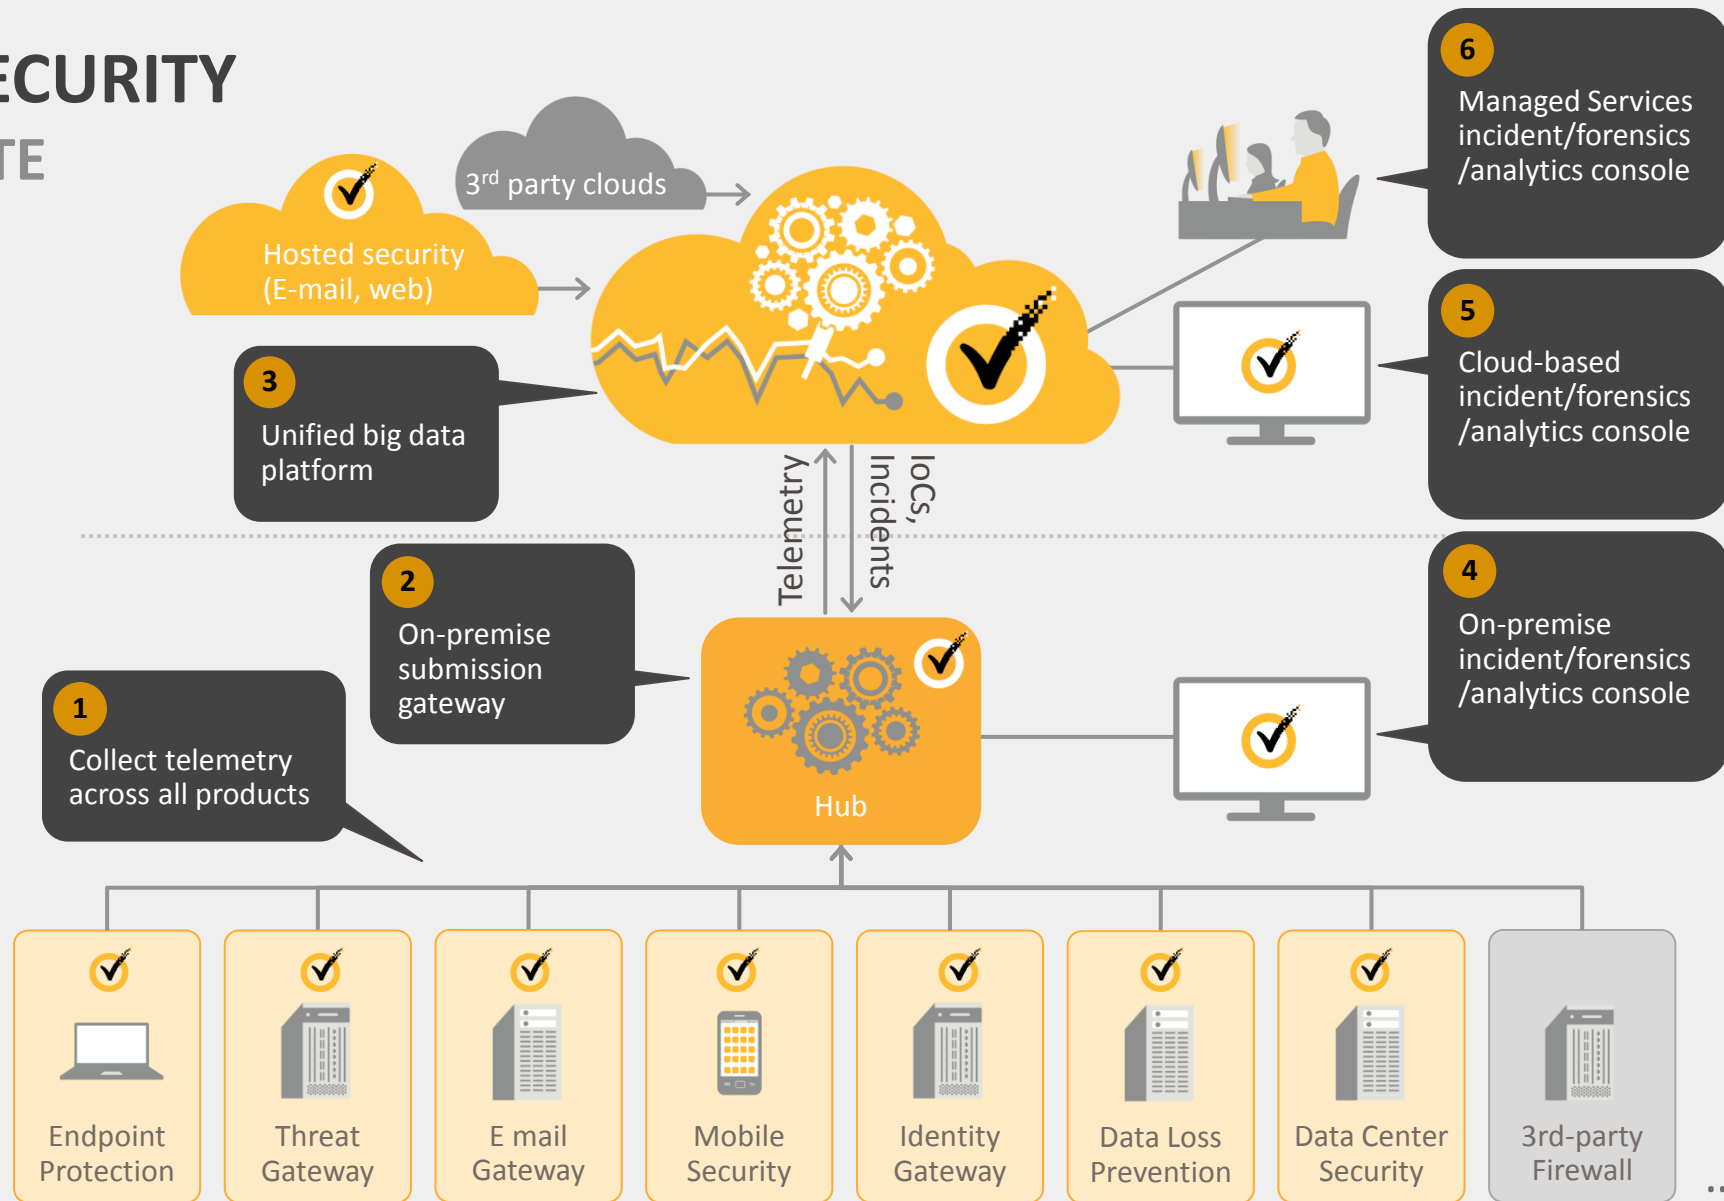 ECURITY
TE
3rd party clouds
Hosted security
(E-mail, web)
6
Managed Services
incident/forensics
/analytics console
5
Cloud-based
incident/forensics
/analytics console
3
Unified big data
platform
Telemetry
IoCs,
Incidents
2
On-premise
submission
gateway
4
On-premise
incident/forensics
/analytics console
1
Collect telemetry
across all products
Hub
Endpoint
Protection
Threat
Gateway
E mail
Gateway
Mobile
Security
Identity
Gateway
Data Loss
Prevention
Data Center
Security
3rd-party
Firewall
..